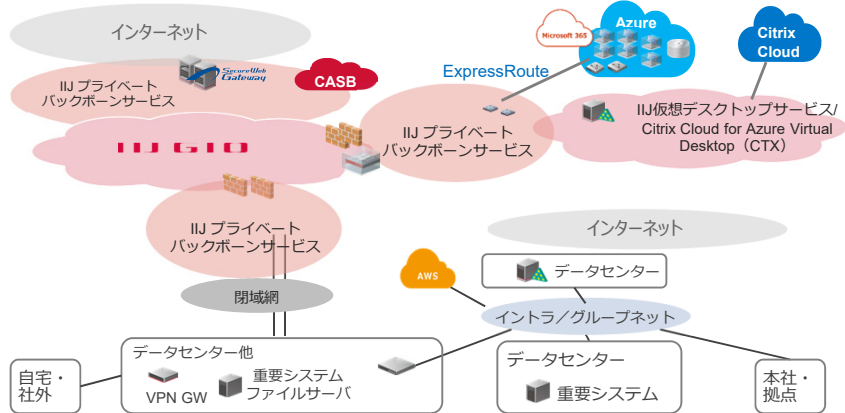 インターネット
SecureWeb
Gateway
IIJ プライベート
バックボーンサービス
CASB
Microsoft 365
Azure
Citrix
Cloud
ExpressRoute
IIJ GIO
IIJ プライベート
バックボーンサービス
IIJ仮想デスクトップサービス/
Citrix Cloud for Azure Virtual
Desktop（CTX）
IIJ プライベート
バックボーンサービス
インターネット
AWS
データセンター
閉域網
イントラ／グループネット
自宅・
社外
データセンター他
VPN GW
重要システム
ファイルサーバ
データセンター
重要システム
本社・
拠点